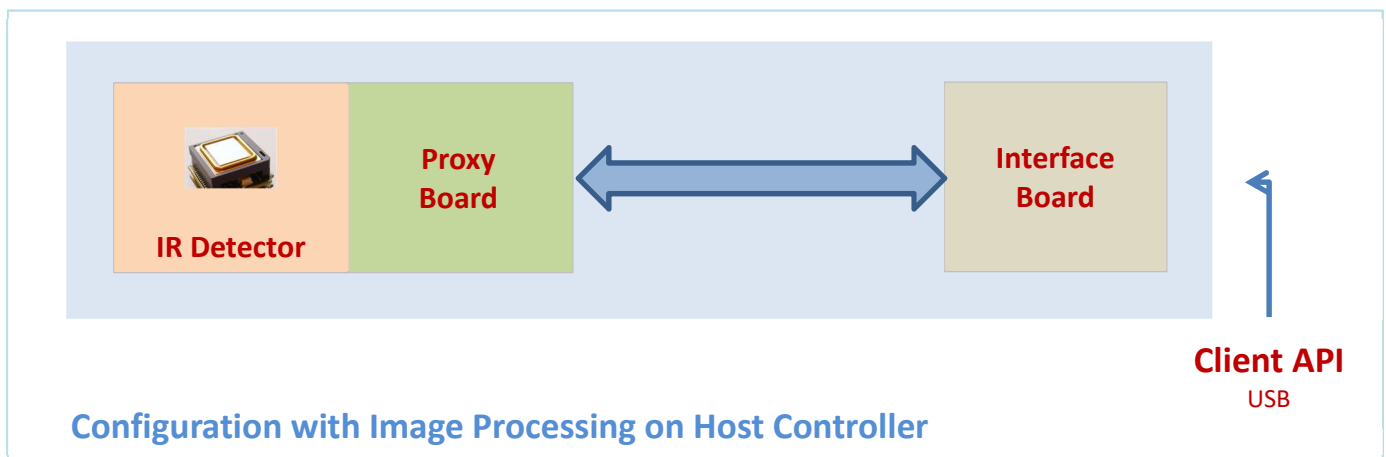 Proxy
Board
Interface
Board
IR Detector
Client API
USB
Configuration with Image Processing on Host Controller